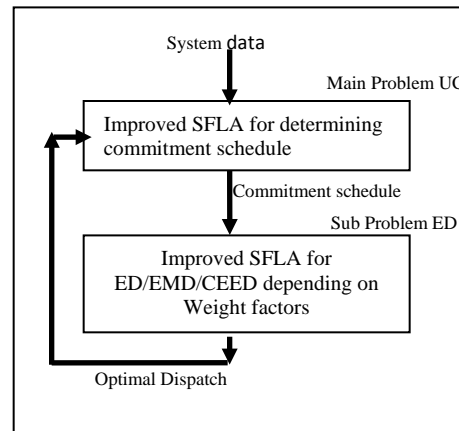 System data
Main Problem UC
Improved SFLA for determining
commitment schedule
Commitment schedule
Sub Problem ED
Improved SFLA for
ED/EMD/CEED depending on
Weight factors
Optimal Dispatch